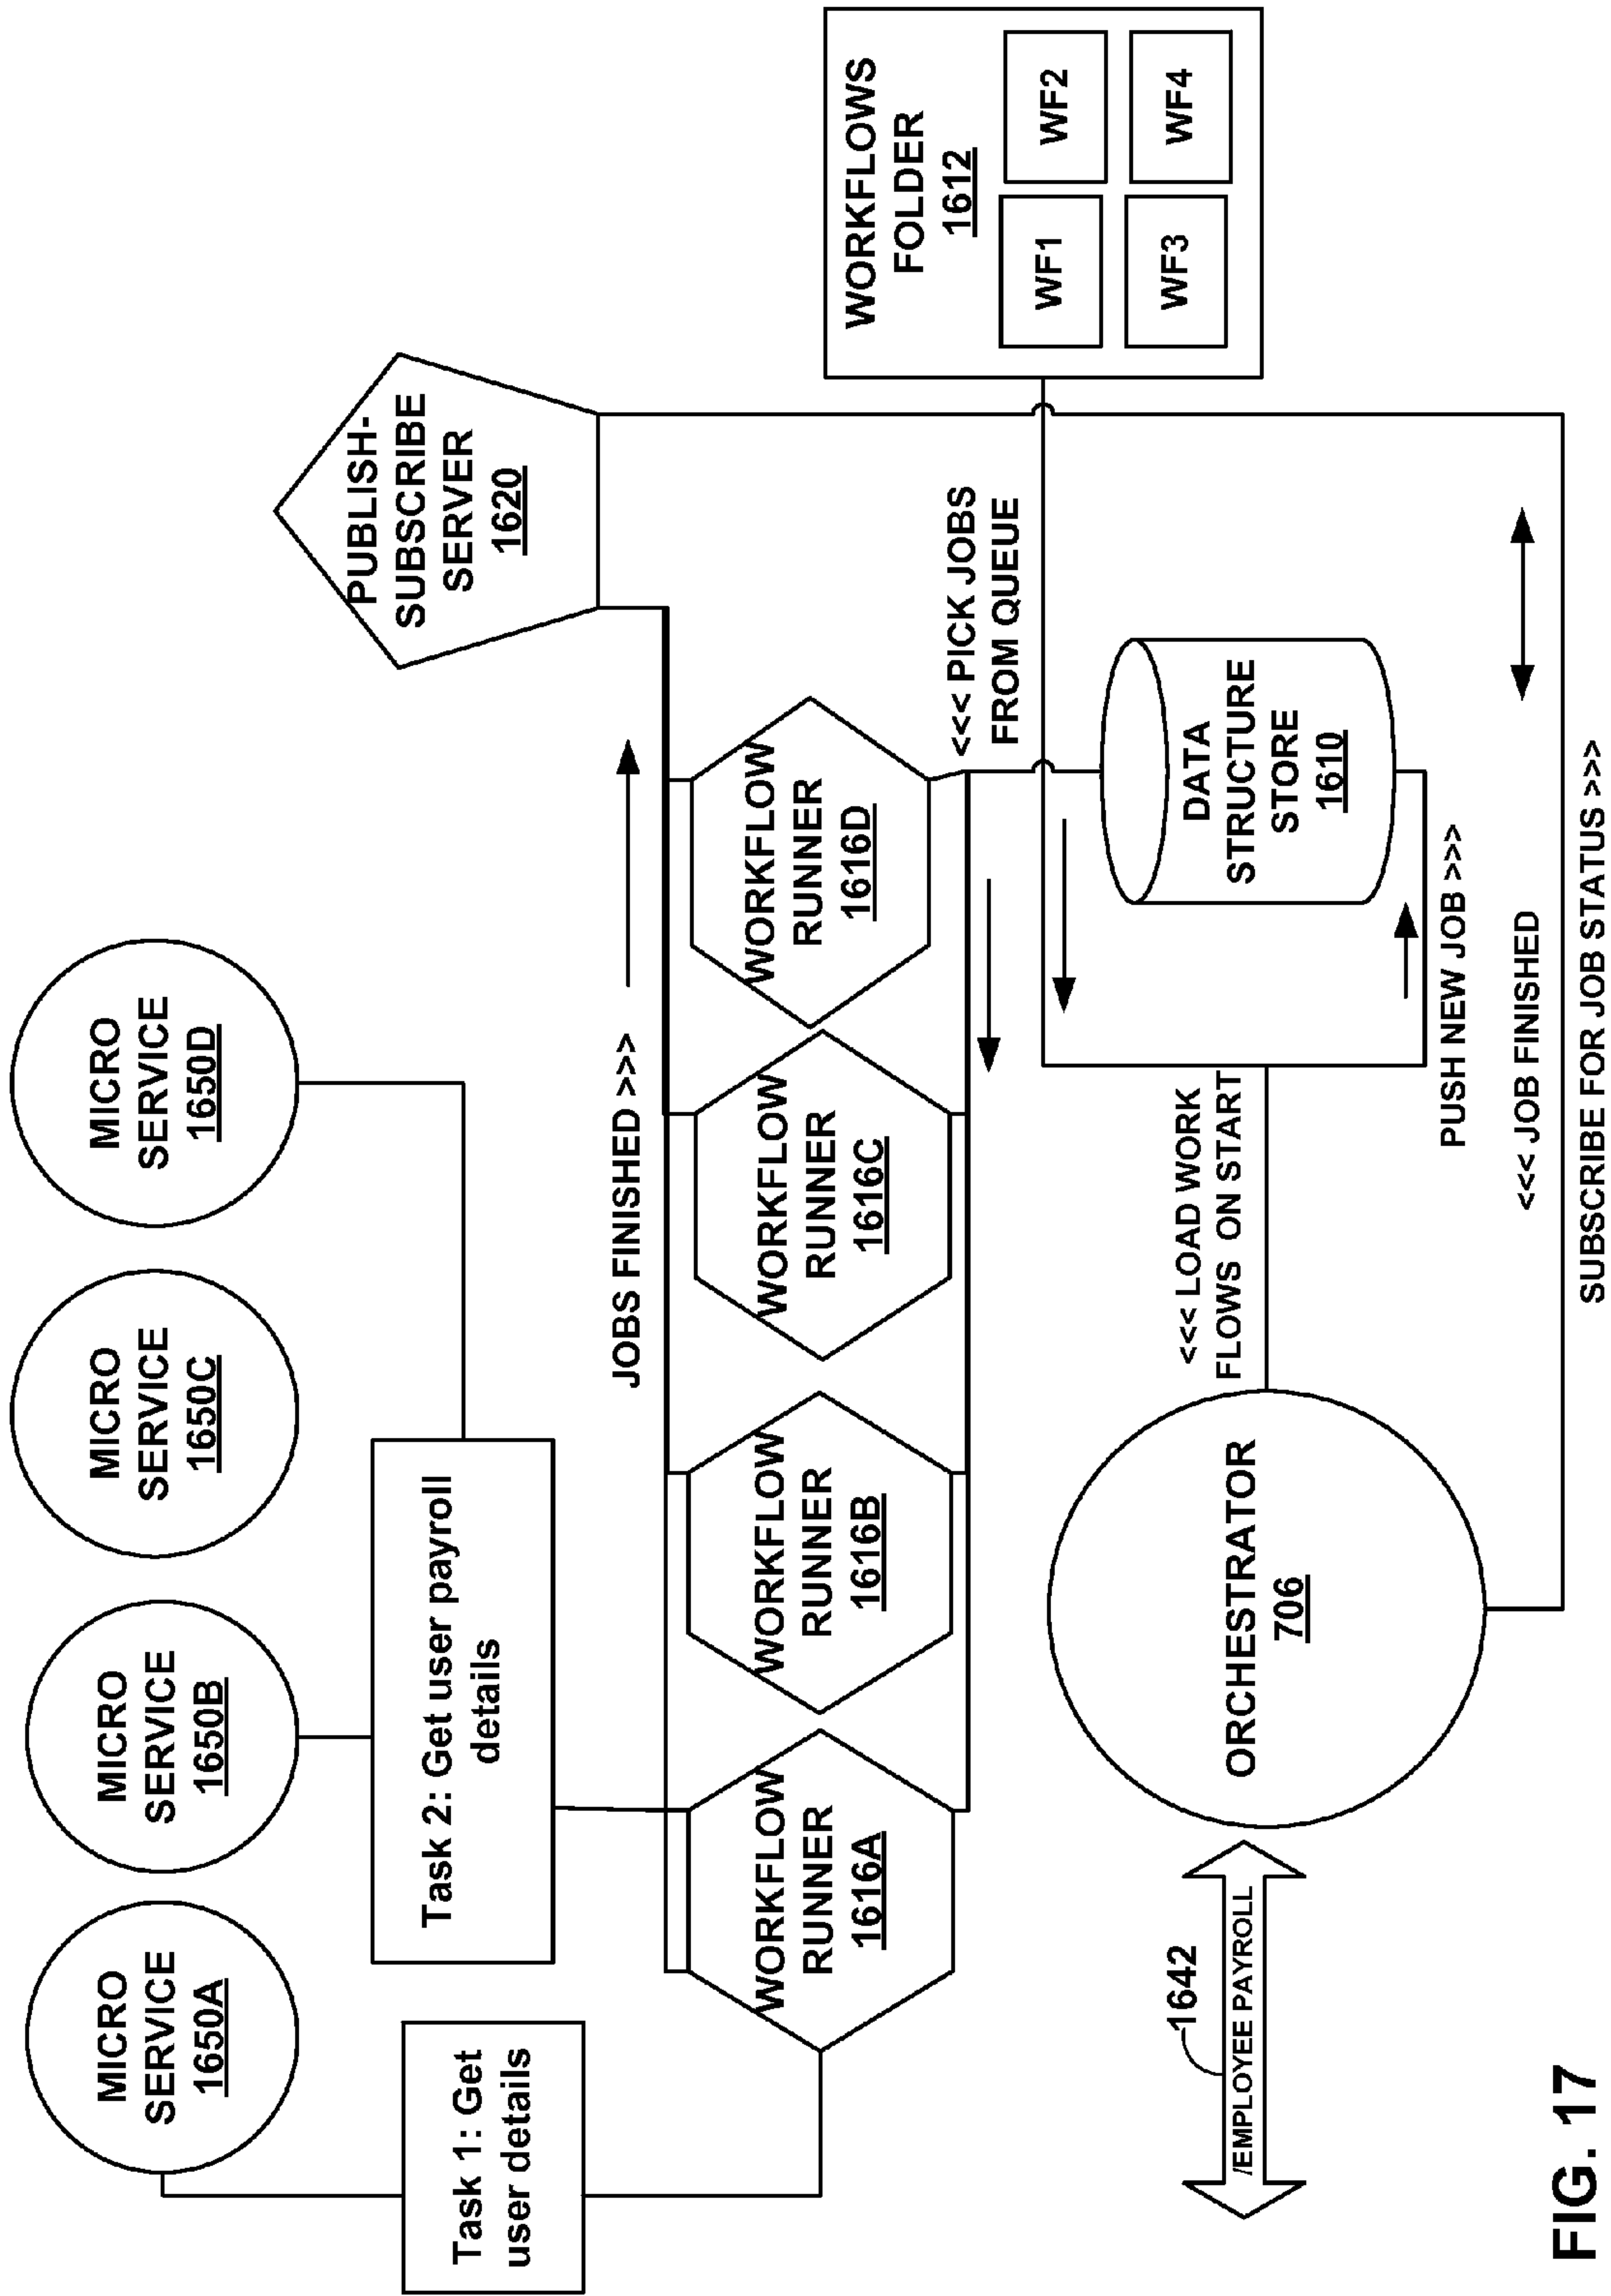 MICRO
SERVICE
1650A
MICRO
SERVICE
1650B
MICRO
SERVICE
1650C
MICRO
SERVICE
1650D
Task 1: Get
user details
Task 2: Get user payroll
details
PUBLISH-
SUBSCRIBE
SERVER
1620
JOBS FINISHED >>>
WORKFLOW
RUNNER
1616A
WORKFLOW
RUNNER
1616B
WORKFLOW
RUNNER
1616C
WORKFLOW
RUNNER
1616D
<<< PICK JOBS
FROM QUEUE
WORKFLOWS
FOLDER
1612
WF1
WF2
WF3
WF4
1642
/EMPLOYEE PAYROLL
ORCHESTRATOR
706
<<< LOAD WORK
FLOWS ON START
DATA
STRUCTURE
STORE
1610
PUSH NEW JOB >>>
<<< JOB FINISHED
SUBSCRIBE FOR JOB STATUS >>>
FIG. 17